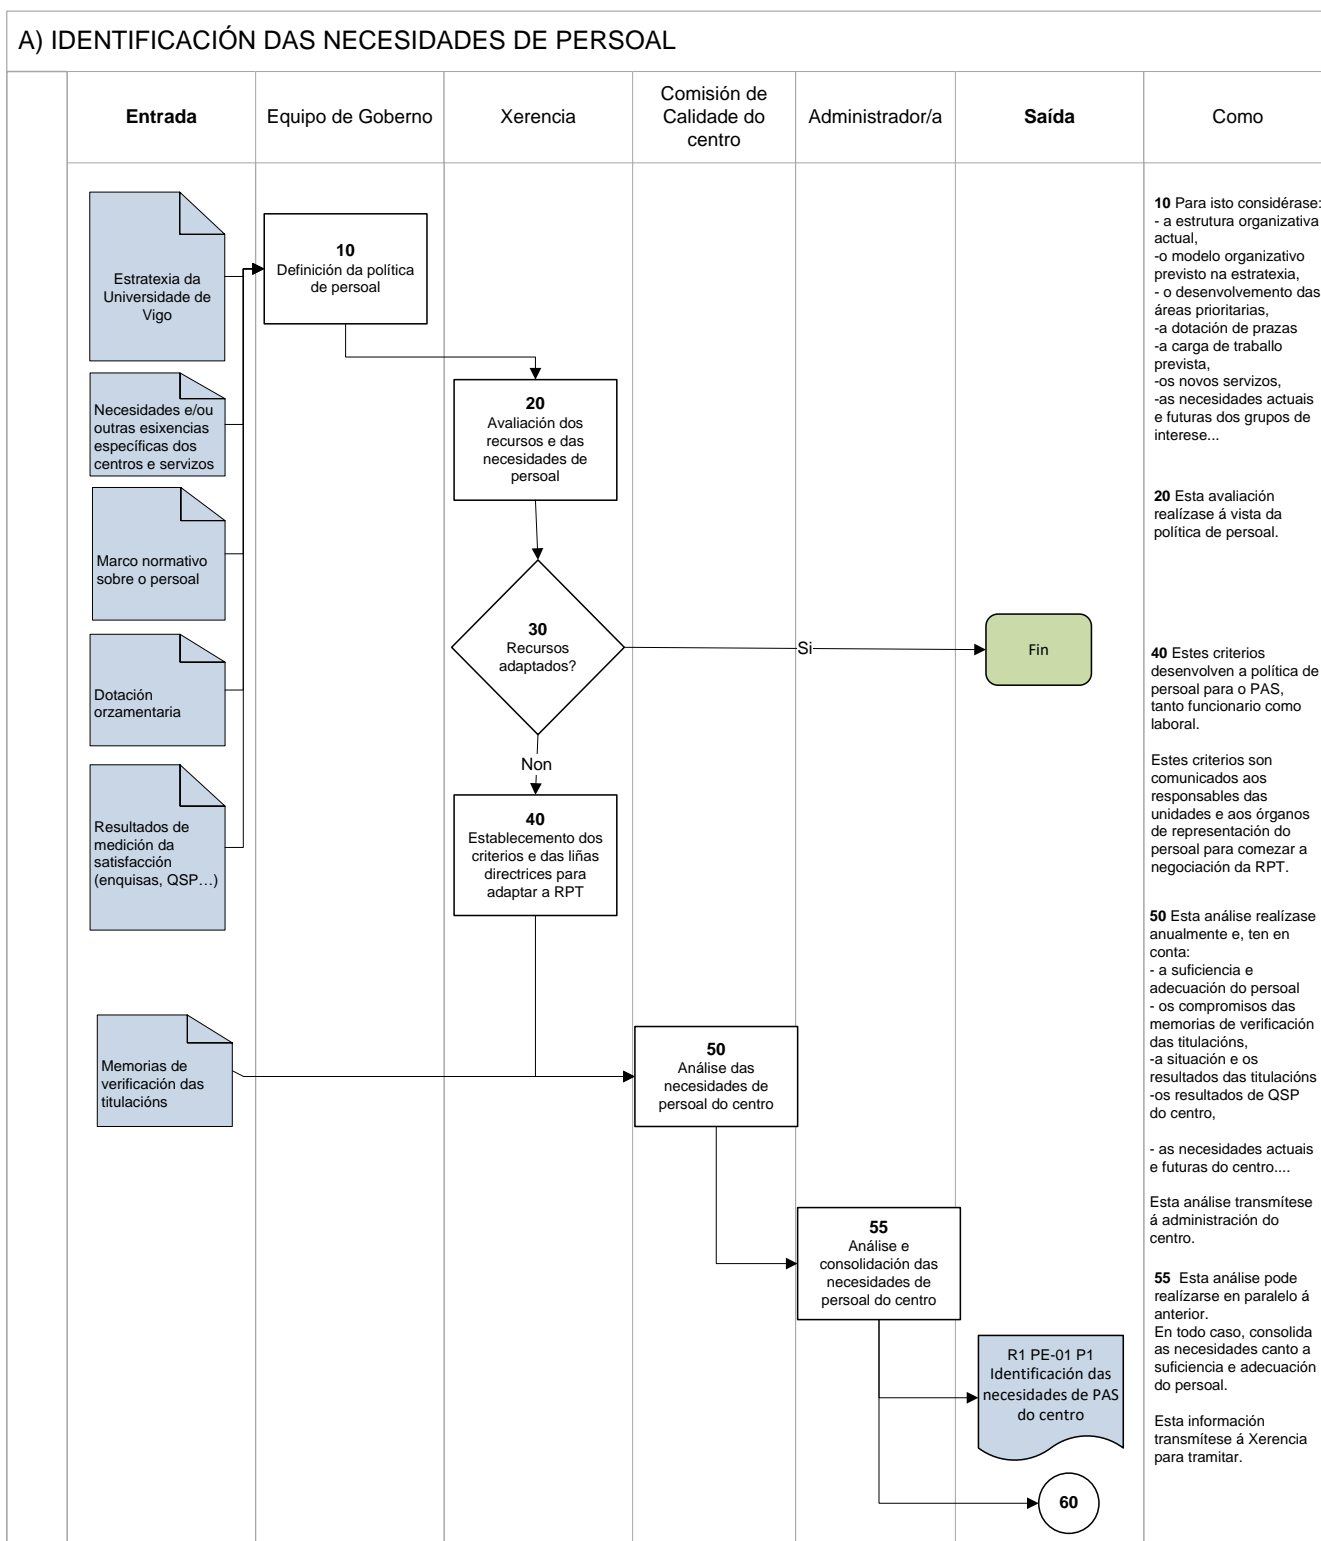 A) IDENTIFICACIÓN DAS NECESIDADES DE PERSOAL
Entrada
Equipo de Goberno
Xerencia
Comisión de
Calidade do
centro
Administrador/a
Saída
Como
Estratexia da
Universidade de
Vigo
Necesidades e/ou
outras esixencias
específicas dos
centros e servizos
Marco normativo
sobre o persoal
Dotación
orzamentaria
Resultados de
medición da
satisfacción
(enquisas, QSP…)
Memorias de
verificación das
titulacións
10
Definición da política
de persoal
20
Avaliación dos
recursos e das
necesidades de
persoal
30
Recursos
adaptados?
Si
Non
40
Establecemento dos
criterios e das liñas
directrices para
adaptar a RPT
50
Análise das
necesidades de
persoal do centro
55
Análise e
consolidación das
necesidades de
persoal do centro
Fin
R1 PE-01 P1
Identificación das
necesidades de PAS
do centro
60
10 Para isto considérase:
- a estrutura organizativa
actual,
-o modelo organizativo
previsto na estratexia,
- o desenvolvemento das
áreas prioritarias,
-a dotación de prazas
-a carga de traballo
prevista,
-os novos servizos,
-as necesidades actuais
e futuras dos grupos de
interese...
20 Esta avaliación
realízase á vista da
política de persoal.
40 Estes criterios
desenvolven a política de
persoal para o PAS,
tanto funcionario como
laboral.
Estes criterios son
comunicados aos
responsables das
unidades e aos órganos
de representación do
persoal para comezar a
negociación da RPT.
50 Esta análise realízase
anualmente e, ten en
conta:
- a suficiencia e
adecuación do persoal
- os compromisos das
memorias de verificación
das titulacións,
-a situación e os
resultados das titulacións
-os resultados de QSP
do centro,
- as necesidades actuais
e futuras do centro....
Esta análise transmítese
á administración do
centro.
55 Esta análise pode
realízarse en paralelo á
anterior.
En todo caso, consolida
as necesidades canto a
suficiencia e adecuación
do persoal.
Esta información
transmítese á Xerencia
para tramitar.